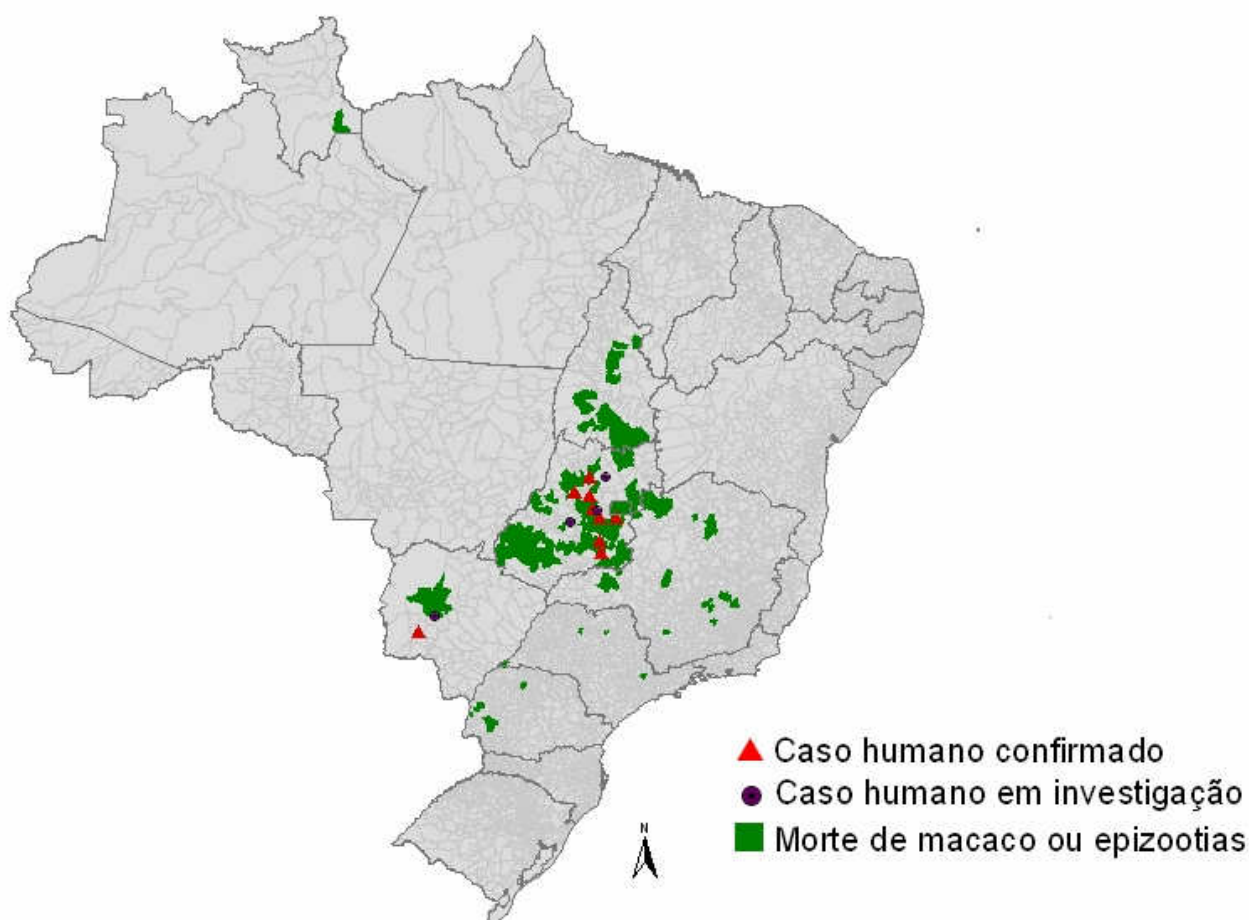 Caso humano confirmado
Caso humano em investigação
Morte de macaco ou epizootias
N